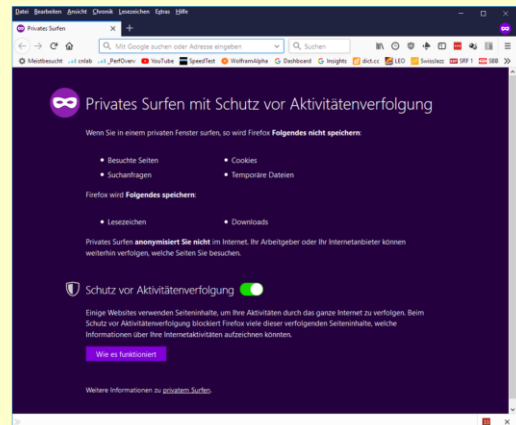 Datei Bearbeiten Ansicht Chronik Lesezeichen Extras Hilfe
Privates Surfen
Mit Google suchen oder Adresse eingeben
Suchen
Meistbesucht cnlab _PerfOverv YouTube SpeedTest WolframAlpha Dashboard Insights dict.cc LEO Swisslex SRF 1 SBB
Privates Surfen mit Schutz vor Aktivitätenverfolgung
Wenn Sie in einem privaten Fenster surfen, so wird Firefox Folgendes nicht speichern:
• Besuchte Seiten • Cookies
• Suchanfragen • Temporäre Dateien
Firefox wird Folgendes speichern:
• Lesezeichen • Downloads
Privates Surfen anonymisiert Sie nicht im Internet. Ihr Arbeitgeber oder Ihr Internetanbieter können
weiterhin verfolgen, welche Seiten Sie besuchen.
Schutz vor Aktivitätenverfolgung
Einige Websites verwenden Seiteninhalte, um Ihre Aktivitäten durch das ganze Internet zu verfolgen. Beim
Schutz vor Aktivitätenverfolgung blockiert Firefox viele dieser verfolgenden Seiteninhalte, welche
Informationen über Ihre Internetaktivitäten aufzeichnen könnten.
Wie es funktioniert
Weitere Informationen zu privatem Surfen.